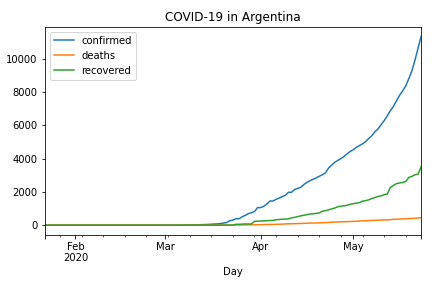 COVID-19 in Argentina
confirmed
deaths
recovered
10000
8000
6000
4000
2000
0
Feb
2020
Mar
Apr
May
Day